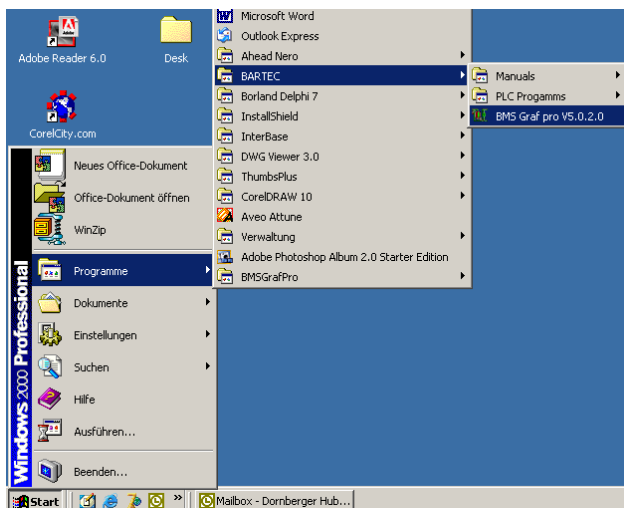 Adobe Reader 6.0
Desk
CorelCity.com
Neues Office-Dokument
Office-Dokument öffnen
WinZip
Programme
Dokumente
Einstellungen
Suchen
Hilfe
Ausführen...
Beenden...
Windows 2000 Professional
Microsoft Word
Outlook Express
Ahead Nero
BARTEC
Borland Delphi 7
InstallShield
InterBase
DWG Viewer 3.0
ThumbsPlus
CorelDRAW 10
Aveo Attune
Verwaltung
Adobe Photoshop Album 2.0 Starter Edition
BMSGrafPro
Manuals
PLC Progamms
BMS Graf pro V5.0.2.0
Start
»
Mailbox - Dornberger Hub...